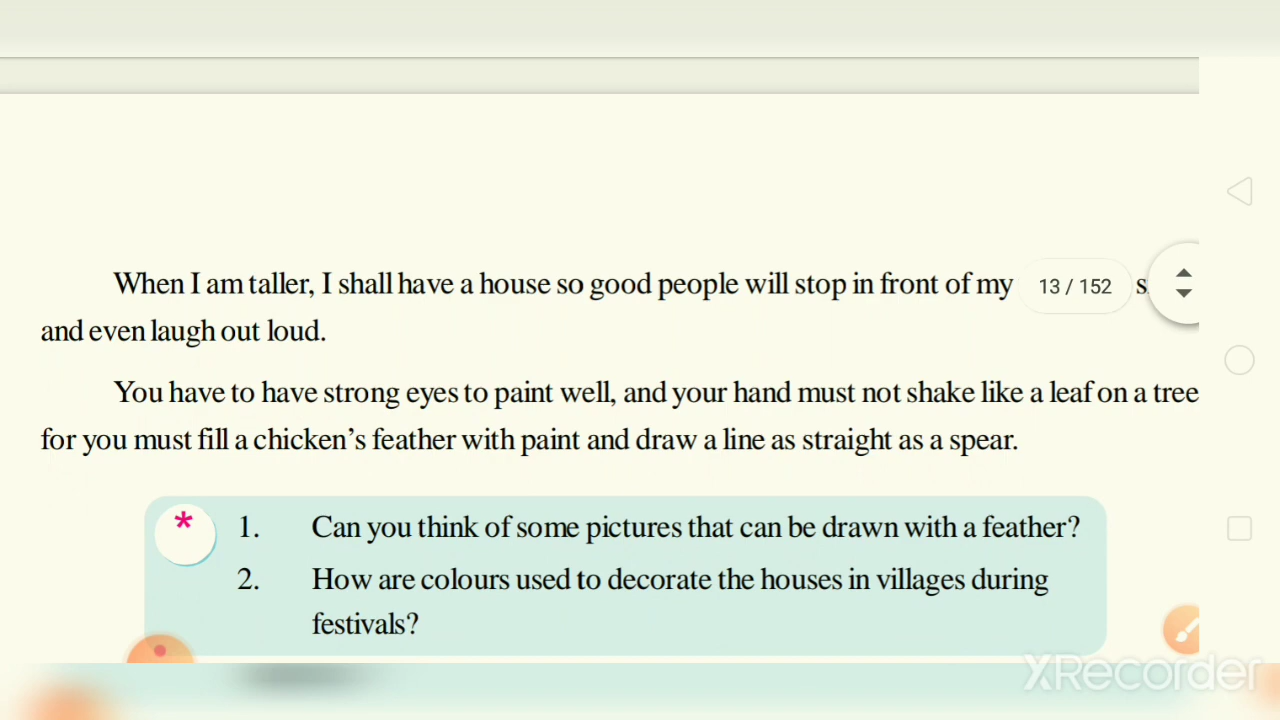 When I am taller, I shall have a house so good people will stop in front of my
13 / 152
and even laugh out loud.
You have to have strong eyes to paint well, and your hand must not shake like a leaf on a tree
for you must fill a chicken’s feather with paint and draw a line as straight as a spear.
* 1. Can you think of some pictures that can be drawn with a feather?
2. How are colours used to decorate the houses in villages during
festivals?
XRecorder